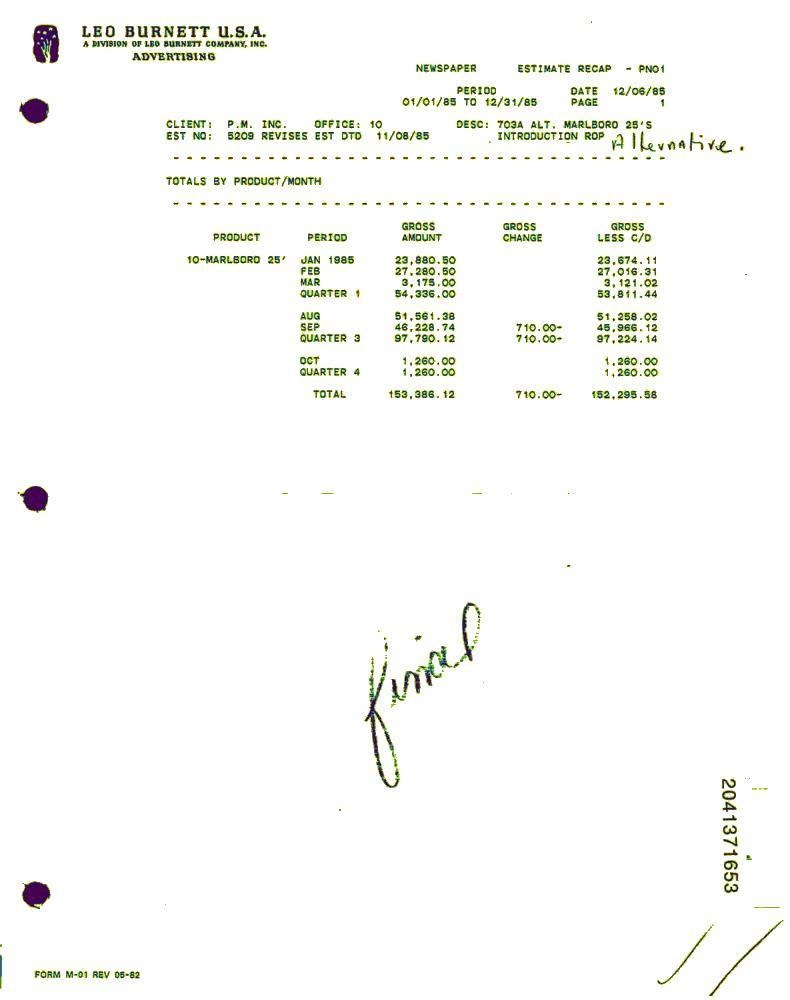 LEO BURNETT U.S.A.
A DIVISION OF LEO BURNETT COMPANY, INC.
ADVERTISING
NEWSPAPER ESTIMATE RECAP - PNO1
PERIOD DATE 12/06/85
01/01/85 TO 12/31/85 PAGE 1
CLIENT: P.M. INC. OFFICE: 10 DESC: 703A ALT. MARLBORO 25'S
EST NO: 5209 REVISES EST DTD 11/08/85 INTRODUCTION ROP Alternative.
TOTALS BY PRODUCT/MONTH
GROSS GROSS GROSS
PRODUCT PERIOD AMOUNT CHANGE LESS C/D
10-MARLBORO 25' JAN 1985 23,880.50 23,674.11
FEB 27,280.50 27,016.31
MAR 3,175.00 3,121.02
QUARTER 1 54,336.00 53,811.44
AUG 51,561.38 51,258.02
SEP 46,228.74 710.00- 45,966.12
QUARTER 3 97,790.12 710.00- 97,224.14
OCT 1,260.00 1,260.00
QUARTER 4 1,260.00 1,260.00
TOTAL 153,386.12 710.00- 152,295.58
Final
2041371653
FORM M-01 REV 05-82